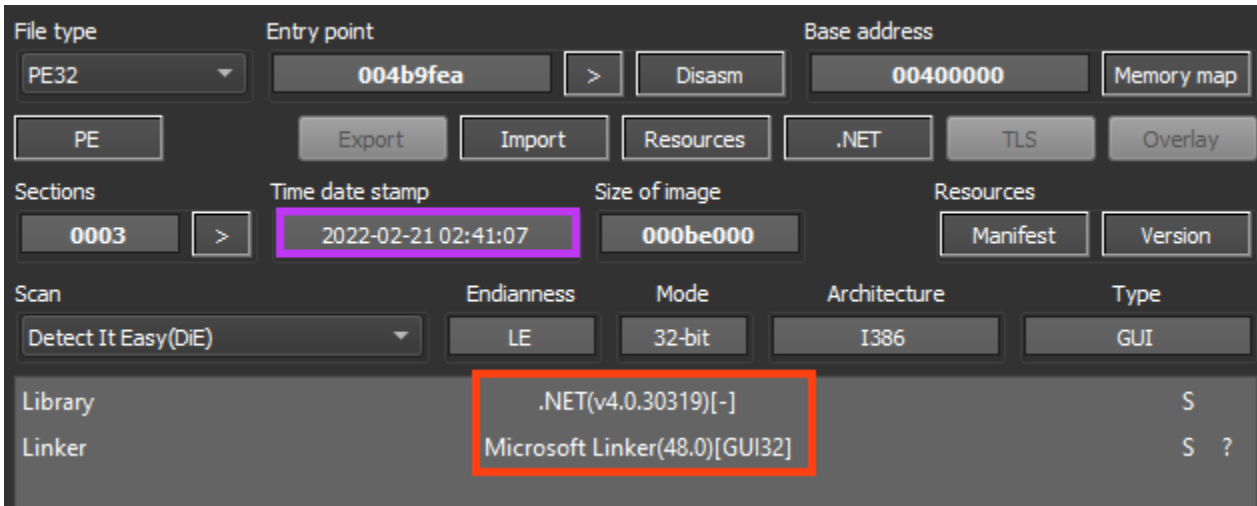 File type Entry point Base address
PE32 004b9fea > Disasm 00400000 Memory map
PE Export Import Resources .NET TLS Overlay
Sections Time date stamp Size of image Resources
0003 > 2022-02-21 02:41:07 000be000 Manifest Version
Scan Endianness Mode Architecture Type
Detect It Easy(DiE) LE 32-bit I386 GUI
Library .NET(v4.0.30319)[-] S
Linker Microsoft Linker(48.0)[GUI32] S ?